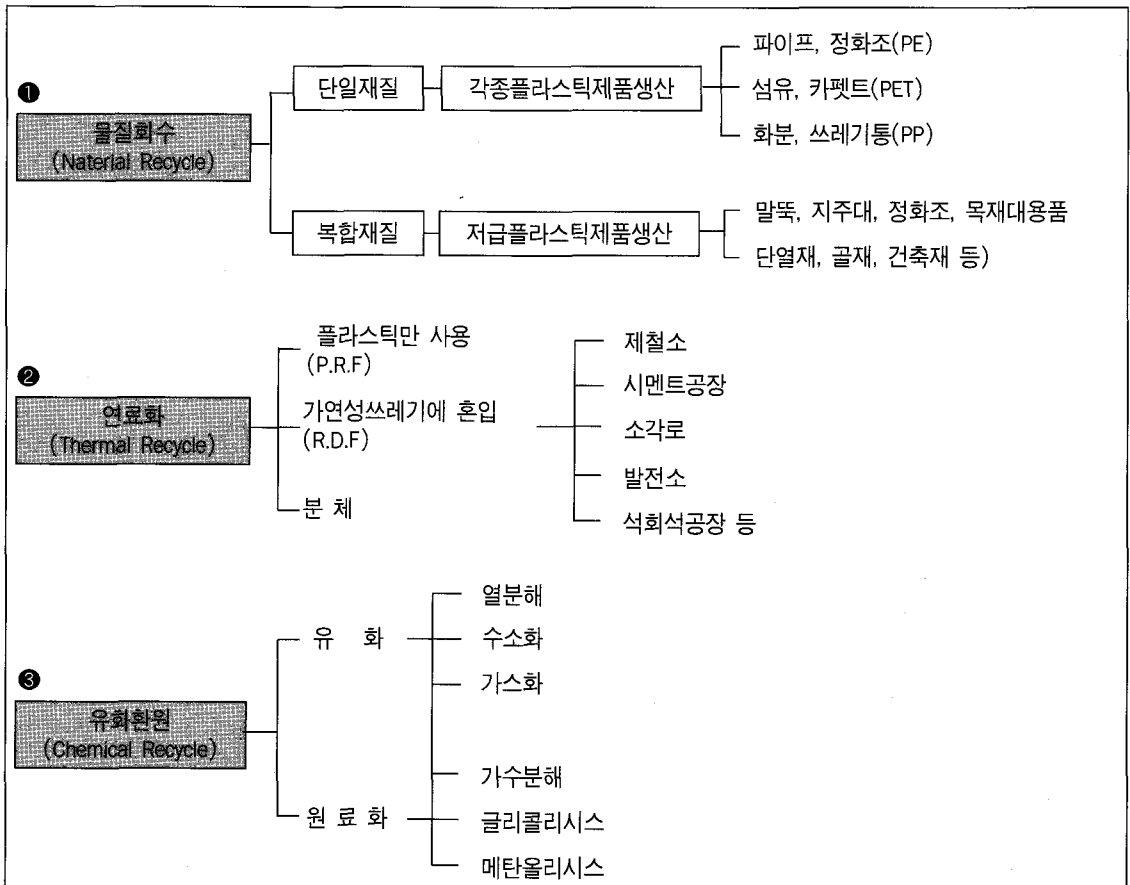 ❶
물질회수
(Naterial Recycle)
단일재질
각종플라스틱제품생산
파이프, 정화조(PE)
섬유, 카펫트(PET)
화분, 쓰레기통(PP)
복합재질
저급플라스틱제품생산
말뚝, 지주대, 정화조, 목재대용품
단열재, 골재, 건축재 등)
❷
연료화
(Thermal Recycle)
플라스틱만 사용
(P.R.F)
가연성쓰레기에 혼입
(R.D.F)
분 체
제철소
시멘트공장
소각로
발전소
석회석공장 등
❸
유화환원
(Chemical Recycle)
유 화
열분해
수소화
가스화
원 료 화
가수분해
글리콜리시스
메탄올리시스